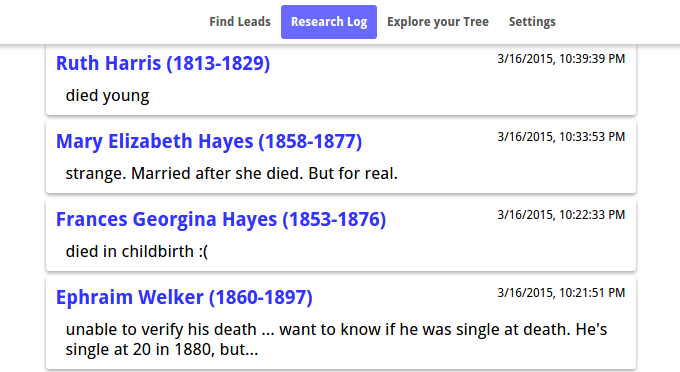 Find Leads Research Log Explore your Tree Settings
Ruth Harris (1813-1829) 3/16/2015, 10:39:39 PM
died young
Mary Elizabeth Hayes (1858-1877) 3/16/2015, 10:33:53 PM
strange. Married after she died. But for real.
Frances Georgina Hayes (1853-1876) 3/16/2015, 10:22:33 PM
died in childbirth :(
Ephraim Welker (1860-1897) 3/16/2015, 10:21:51 PM
unable to verify his death ... want to know if he was single at death. He's
single at 20 in 1880, but...